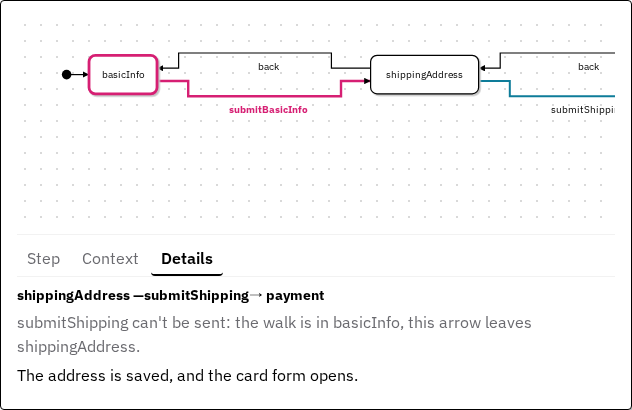 back
back
basicInfo
shippingAddress
submitBasicInfo
Step Context Details
shippingAddress —submitShipping→ payment
submitShipping can't be sent: the walk is in basicInfo, this arrow leaves
shippingAddress.
The address is saved, and the card form opens.